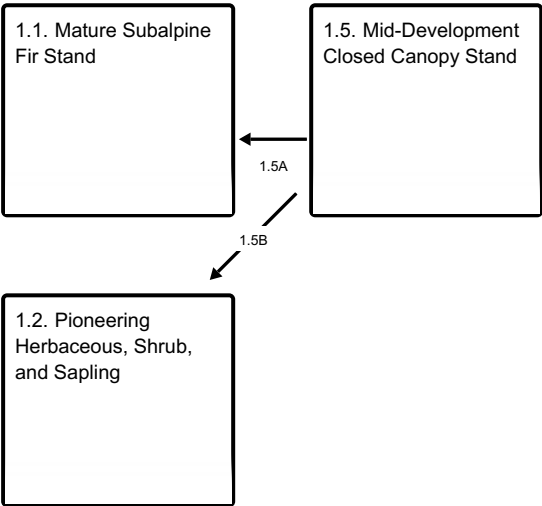 1.1. Mature Subalpine
Fir Stand
1.5. Mid-Development
Closed Canopy Stand
1.5A
1.5B
1.2. Pioneering
Herbaceous, Shrub,
and Sapling